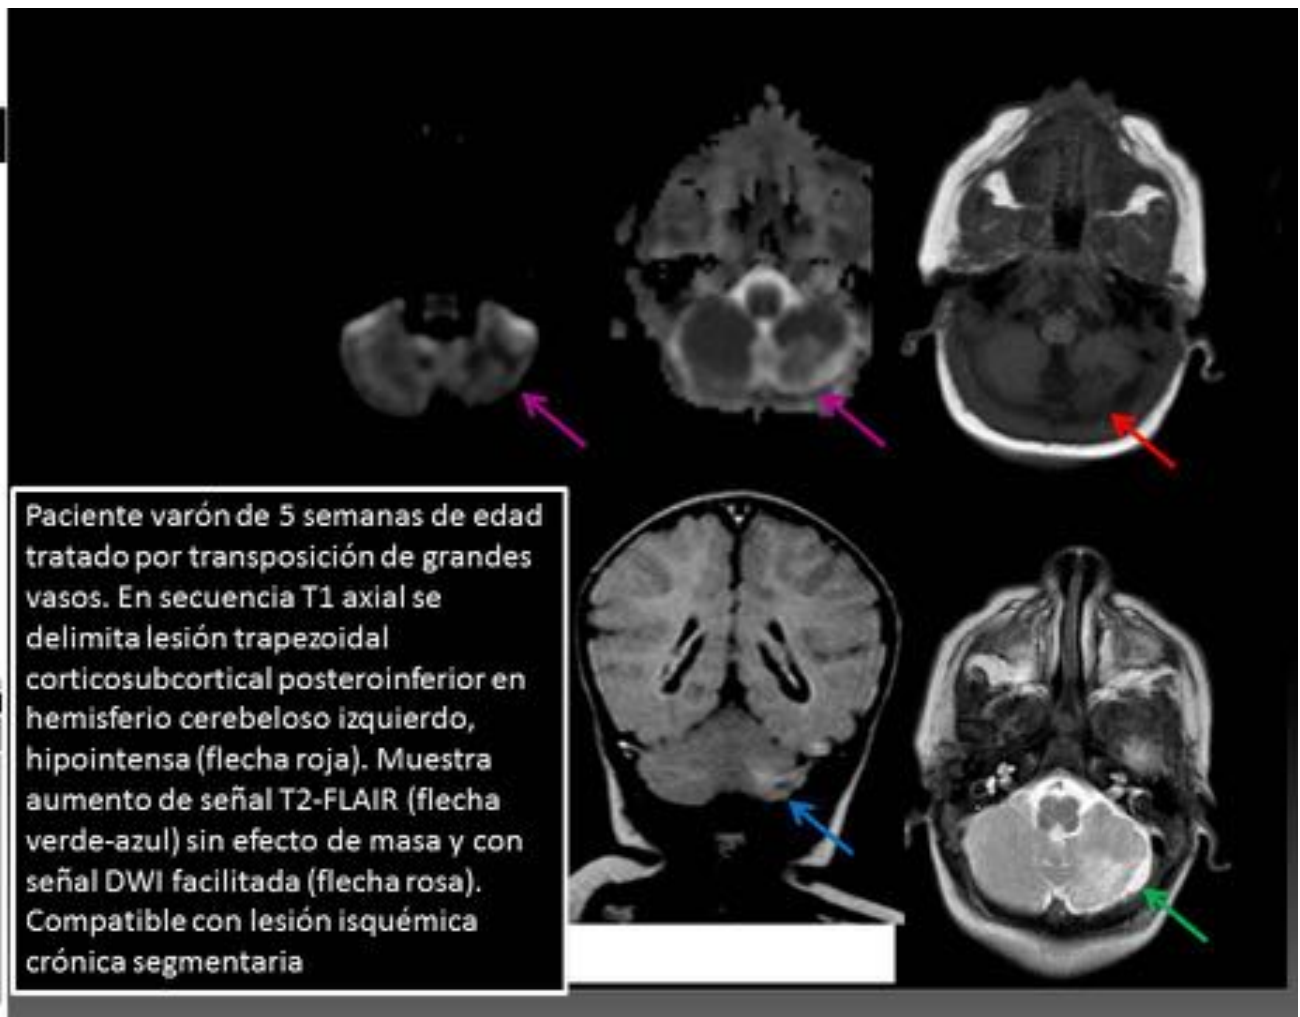 Paciente varón de 5 semanas de edad
tratado por transposición de grandes
vasos. En secuencia T1 axial se
delimita lesión trapezoidal
corticosubcortical posteroinferior en
hemisferio cerebeloso izquierdo,
hipointensa (flecha roja). Muestra
aumento de señal T2-FLAIR (flecha
verde-azul) sin efecto de masa y con
señal DWI facilitada (flecha rosa).
Compatible con lesión isquémica
crónica segmentaria